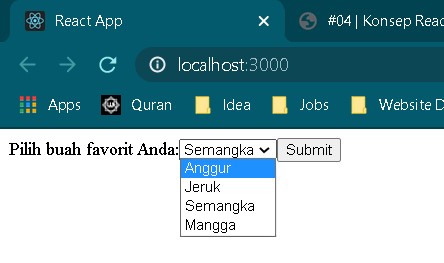 React App
#04 | Konsep Reac
localhost:3000
Apps Quran Idea Jobs Website D
Pilih buah favorit Anda: Semangka Submit
Anggur
Jeruk
Semangka
Mangga